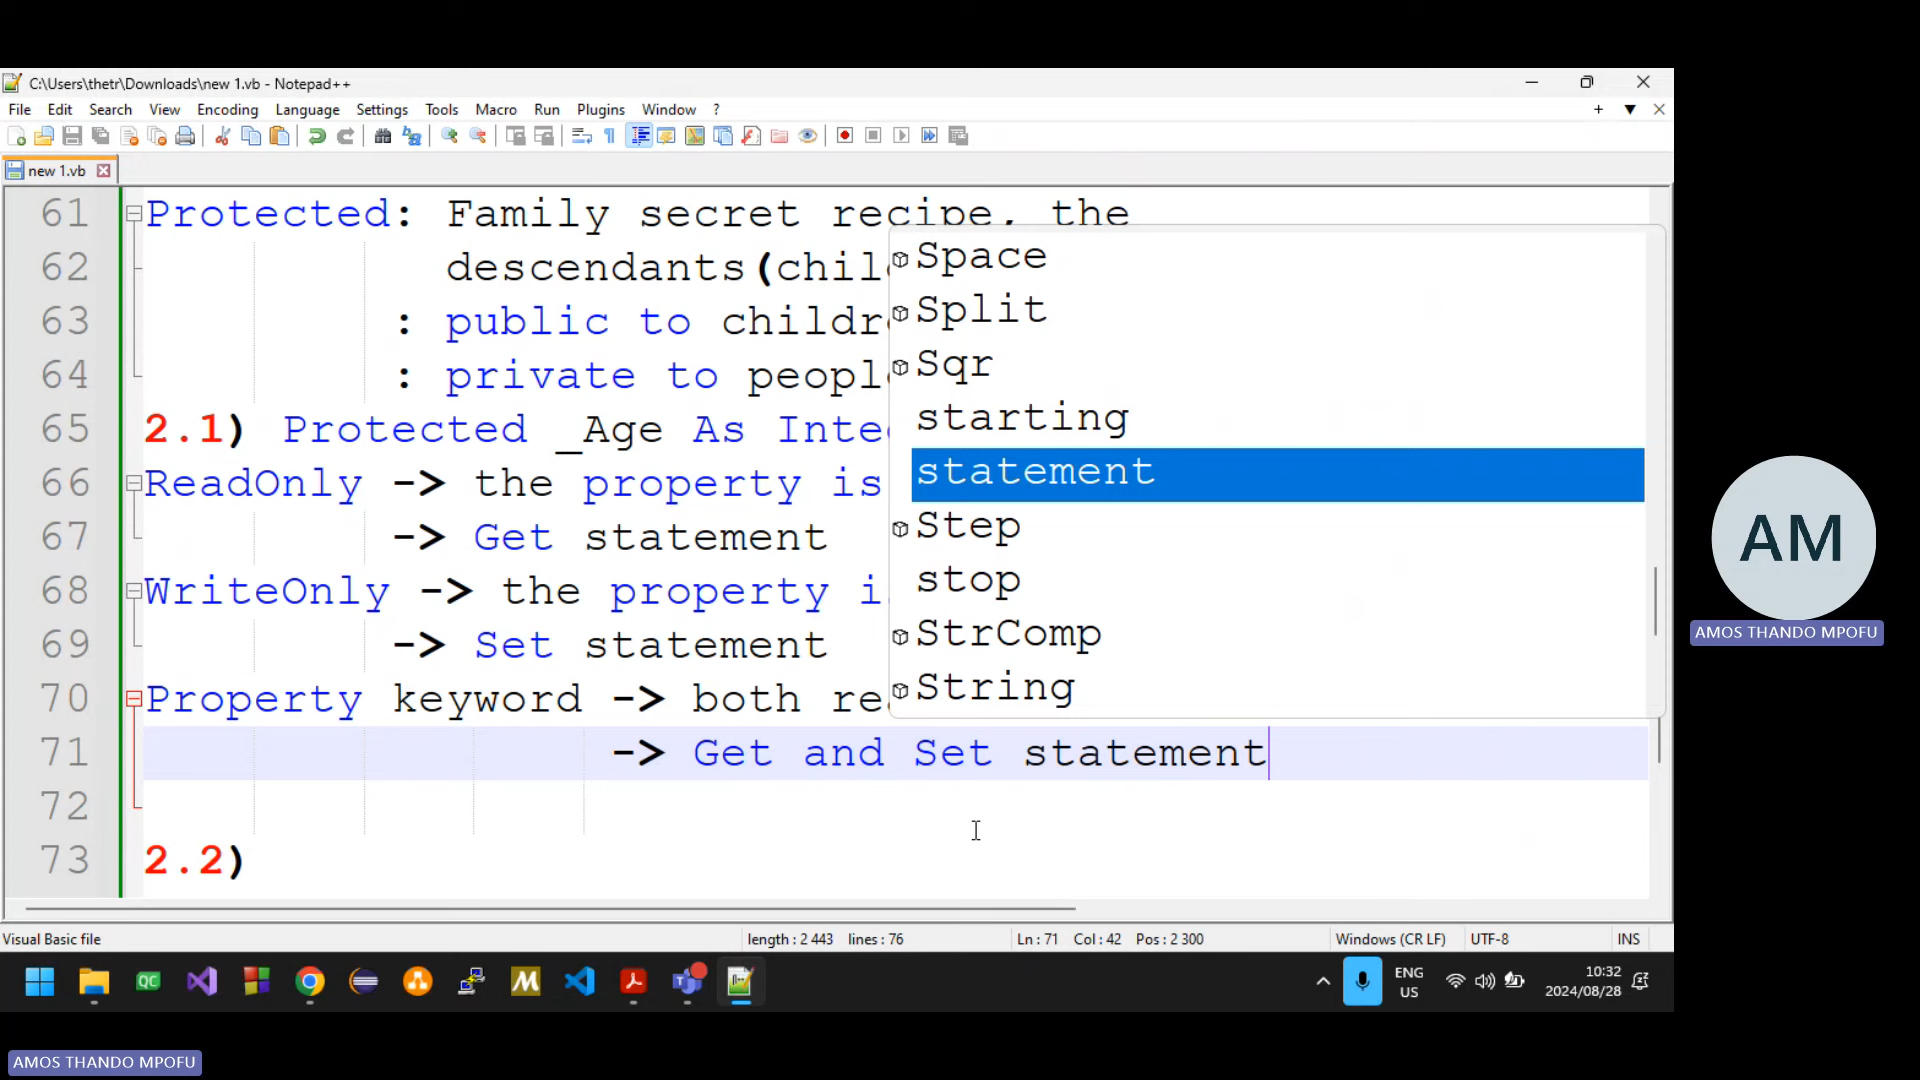 C:\Users\thetr\Downloads\new 1.vb - Notepad++
File Edit Search View Encoding Language Settings Tools Macro Run Plugins Window ?
new 1.vb
61 Protected: Family secret recipe, the
62 descendants(chil
63 : public to childr
64 : private to peopl
65 2.1) Protected _Age As Inte
66 ReadOnly -> the property is
67 -> Get statement
68 WriteOnly -> the property i
69 -> Set statement
70 Property keyword -> both re
71 -> Get and Set statement
72
73 2.2)
Space
Split
Sqr
starting
statement
Step
stop
StrComp
String
AM
AMOS THANDO MPOFU
Visual Basic file length : 2 443 lines : 76 Ln : 71 Col : 42 Pos : 2 300 Windows (CR LF) UTF-8 INS
QC
M
ENG
US
10:32
2024/08/28
AMOS THANDO MPOFU